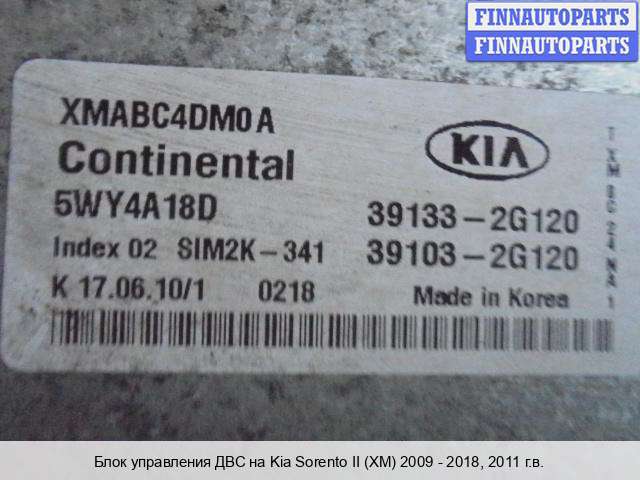 FINNAUTOPARTS
FINNAUTOPARTS
XMABC4DM0A
KIA
Continental
5WY4A18D
39133-2G120
Index 02 SIM2K-341
39103-2G120
K 17.06.10/1 0218
Made in Korea
Блок управления ДВС на Kia Sorento II (XM) 2009 - 2018, 2011 г.в.